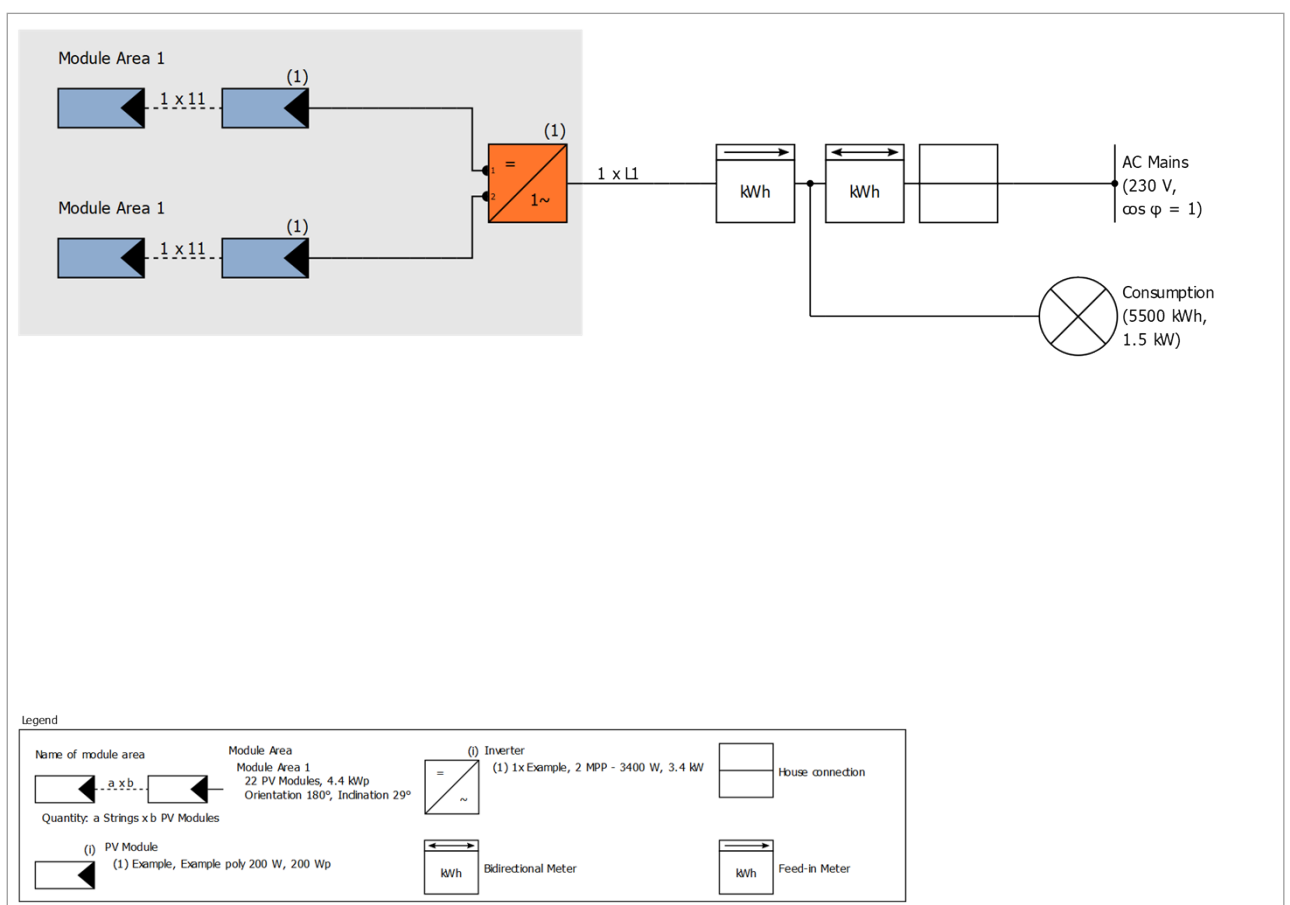 Module Area 1
(1)
1 x 11
(1)
=
1
2
1~
1 x L1
kWh
kWh
AC Mains
(230 V,
cos φ = 1)
Module Area 1
(1)
1 x 11
Consumption
(5500 kWh,
1.5 kW)
Legend
Name of module area
a x b
Quantity: a Strings x b PV Modules
Module Area
Module Area 1
22 PV Modules, 4.4 kWp
Orientation 180°, Inclination 29°
(i) PV Module
(1) Example, Example poly 200 W, 200 Wp
=
~
(i) Inverter
(1) 1x Example, 2 MPP - 3400 W, 3.4 kW
kWh
Bidirectional Meter
House connection
kWh
Feed-in Meter